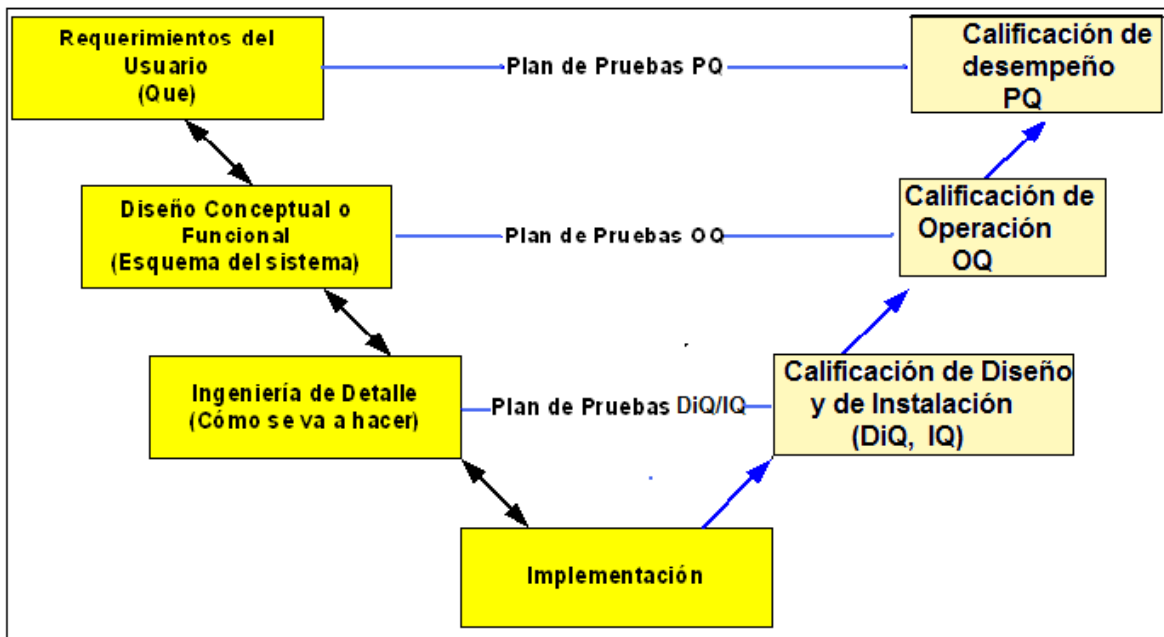 Requerimientos del
Usuario
(Que)
Plan de Pruebas PQ
Calificación de
desempeño
PQ
Diseño Conceptual o
Funcional
(Esquema del sistema)
Plan de Pruebas OQ
Calificación de
Operación
OQ
Ingeniería de Detalle
(Cómo se va a hacer)
Plan de Pruebas DiQ/IQ
Calificación de Diseño
y de Instalación
(DiQ, IQ)
Implementación